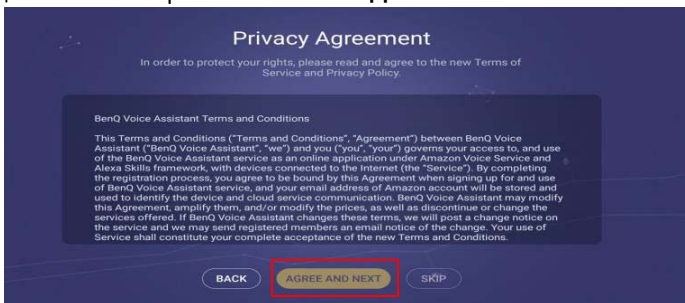 Privacy Agreement
In order to protect your rights, please read and agree to the new Terms of
Service and Privacy Policy.
BenQ Voice Assistant Terms and Conditions
This Terms and Conditions ("Terms and Conditions", "Agreement") between BenQ Voice
Assistant ("BenQ Voice Assistant", "we") and you ("you", "your") governs your access to, and use
of the BenQ Voice Assistant service as an online application under Amazon Voice Service and
Alexa Skills framework, with devices connected to the Internet (the "Service"). By completing
the registration process, you agree to be bound by this Agreement when signing up for and use
of BenQ Voice Assistant service, and your email address of Amazon account will be stored and
used to identify the device and cloud service communication. BenQ Voice Assistant may modify
this Agreement, amplify them, and/or modify the prices, as well as discontinue or change the
services offered. If BenQ Voice Assistant changes these terms, we will post a change notice on
the service and we may send registered members an email notice of the change. Your use of
Service shall constitute your complete acceptance of the new Terms and Conditions.
BACK AGREE AND NEXT SKIP